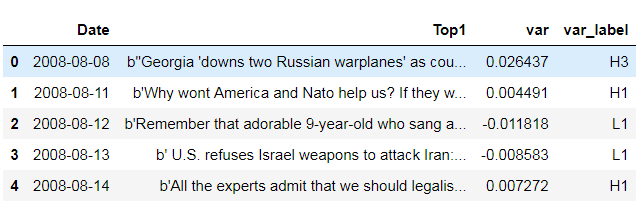 Date Top1 var var_label
0 2008-08-08 b"Georgia 'downs two Russian warplanes' as cou... 0.026437 H3
1 2008-08-11 b'Why wont America and Nato help us? If they w... 0.004491 H1
2 2008-08-12 b'Remember that adorable 9-year-old who sang a... -0.011818 L1
3 2008-08-13 b' U.S. refuses Israel weapons to attack Iran:... -0.008583 L1
4 2008-08-14 b'All the experts admit that we should legalis... 0.007272 H1